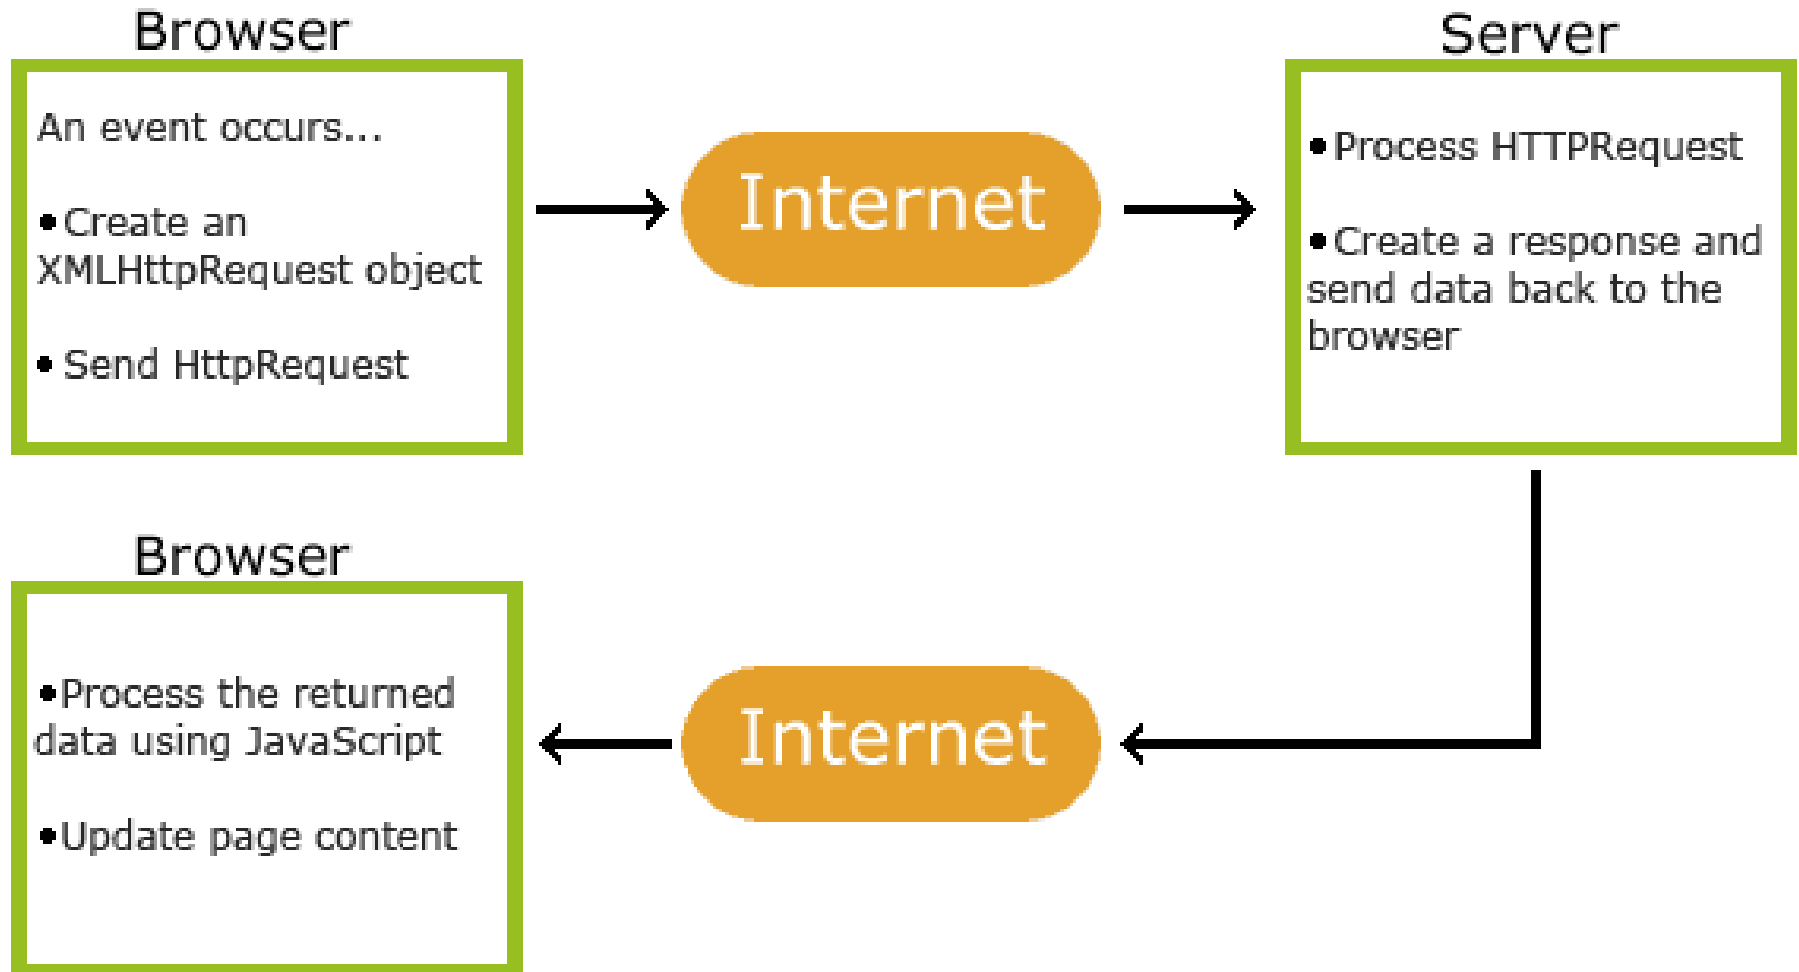 Browser
An event occurs...
•Create an
XMLHttpRequest object
• Send HttpRequest
Internet
Server
•Process HTTPRequest
•Create a response and
send data back to the
browser
Browser
•Process the returned
data using JavaScript
•Update page content
Internet